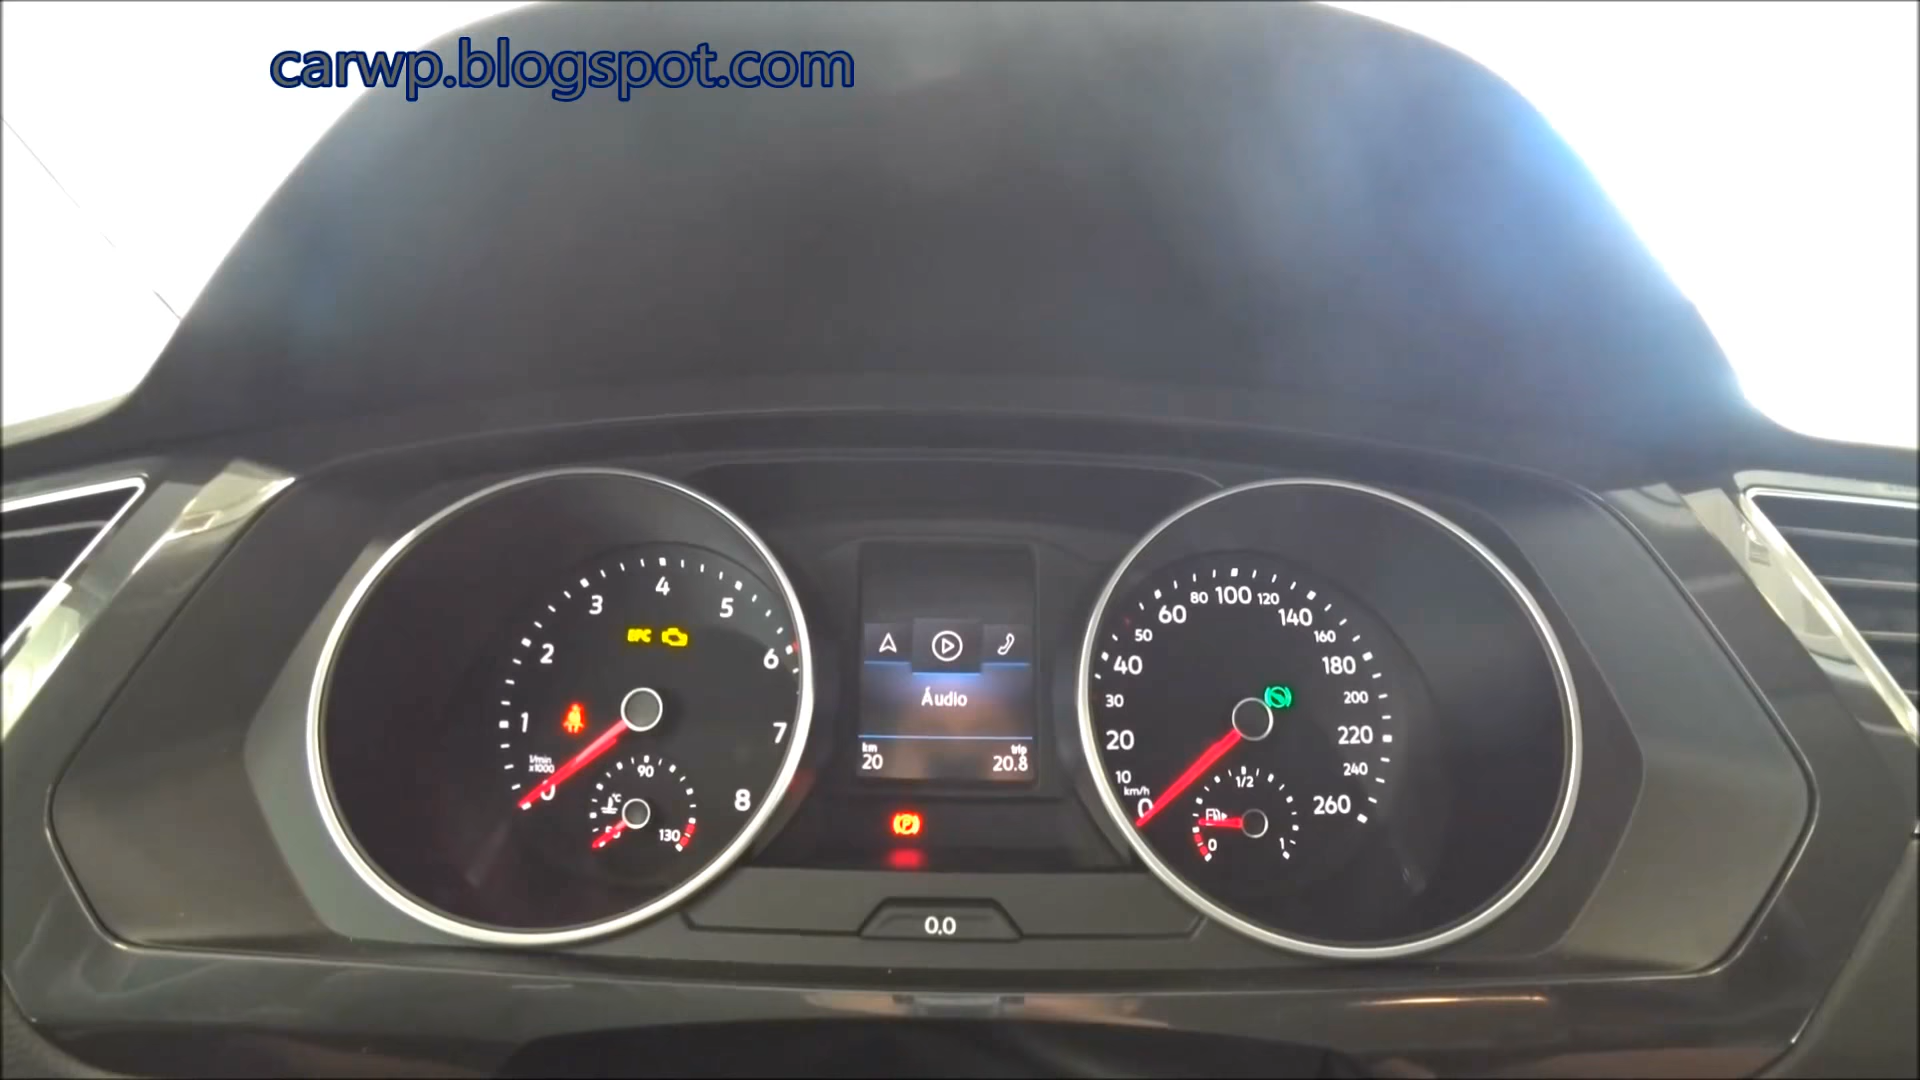 carwp.blogspot.com
EPC
1 2 3 4 5 6 7 8
1/min
x1000
0
°C
50 90 130
Áudio
km trip
20 20.8
0.0
0 10 20 30 40 50 60 80 100 120 140 160 180 200 220 240 260
km/h
0 1/2 1
P